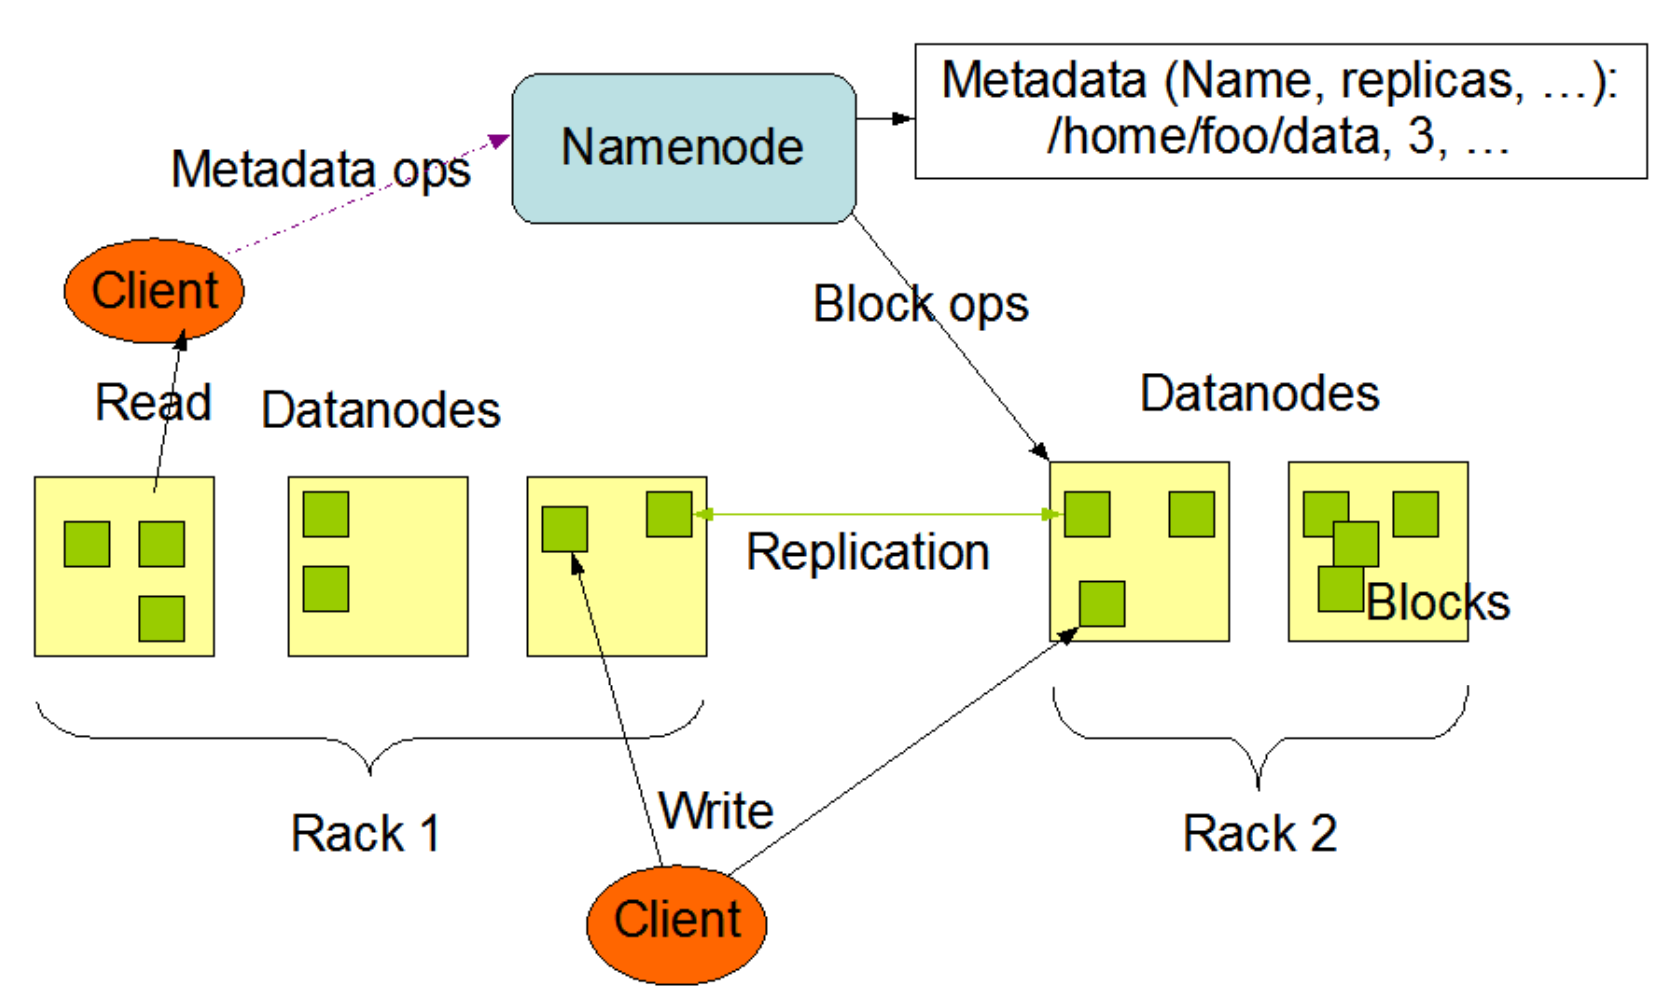 Metadata (Name, replicas, …):
/home/foo/data, 3, …
Namenode
Metadata ops
Client
Block ops
Read
Datanodes
Datanodes
Replication
Blocks
Rack 1
Write
Rack 2
Client